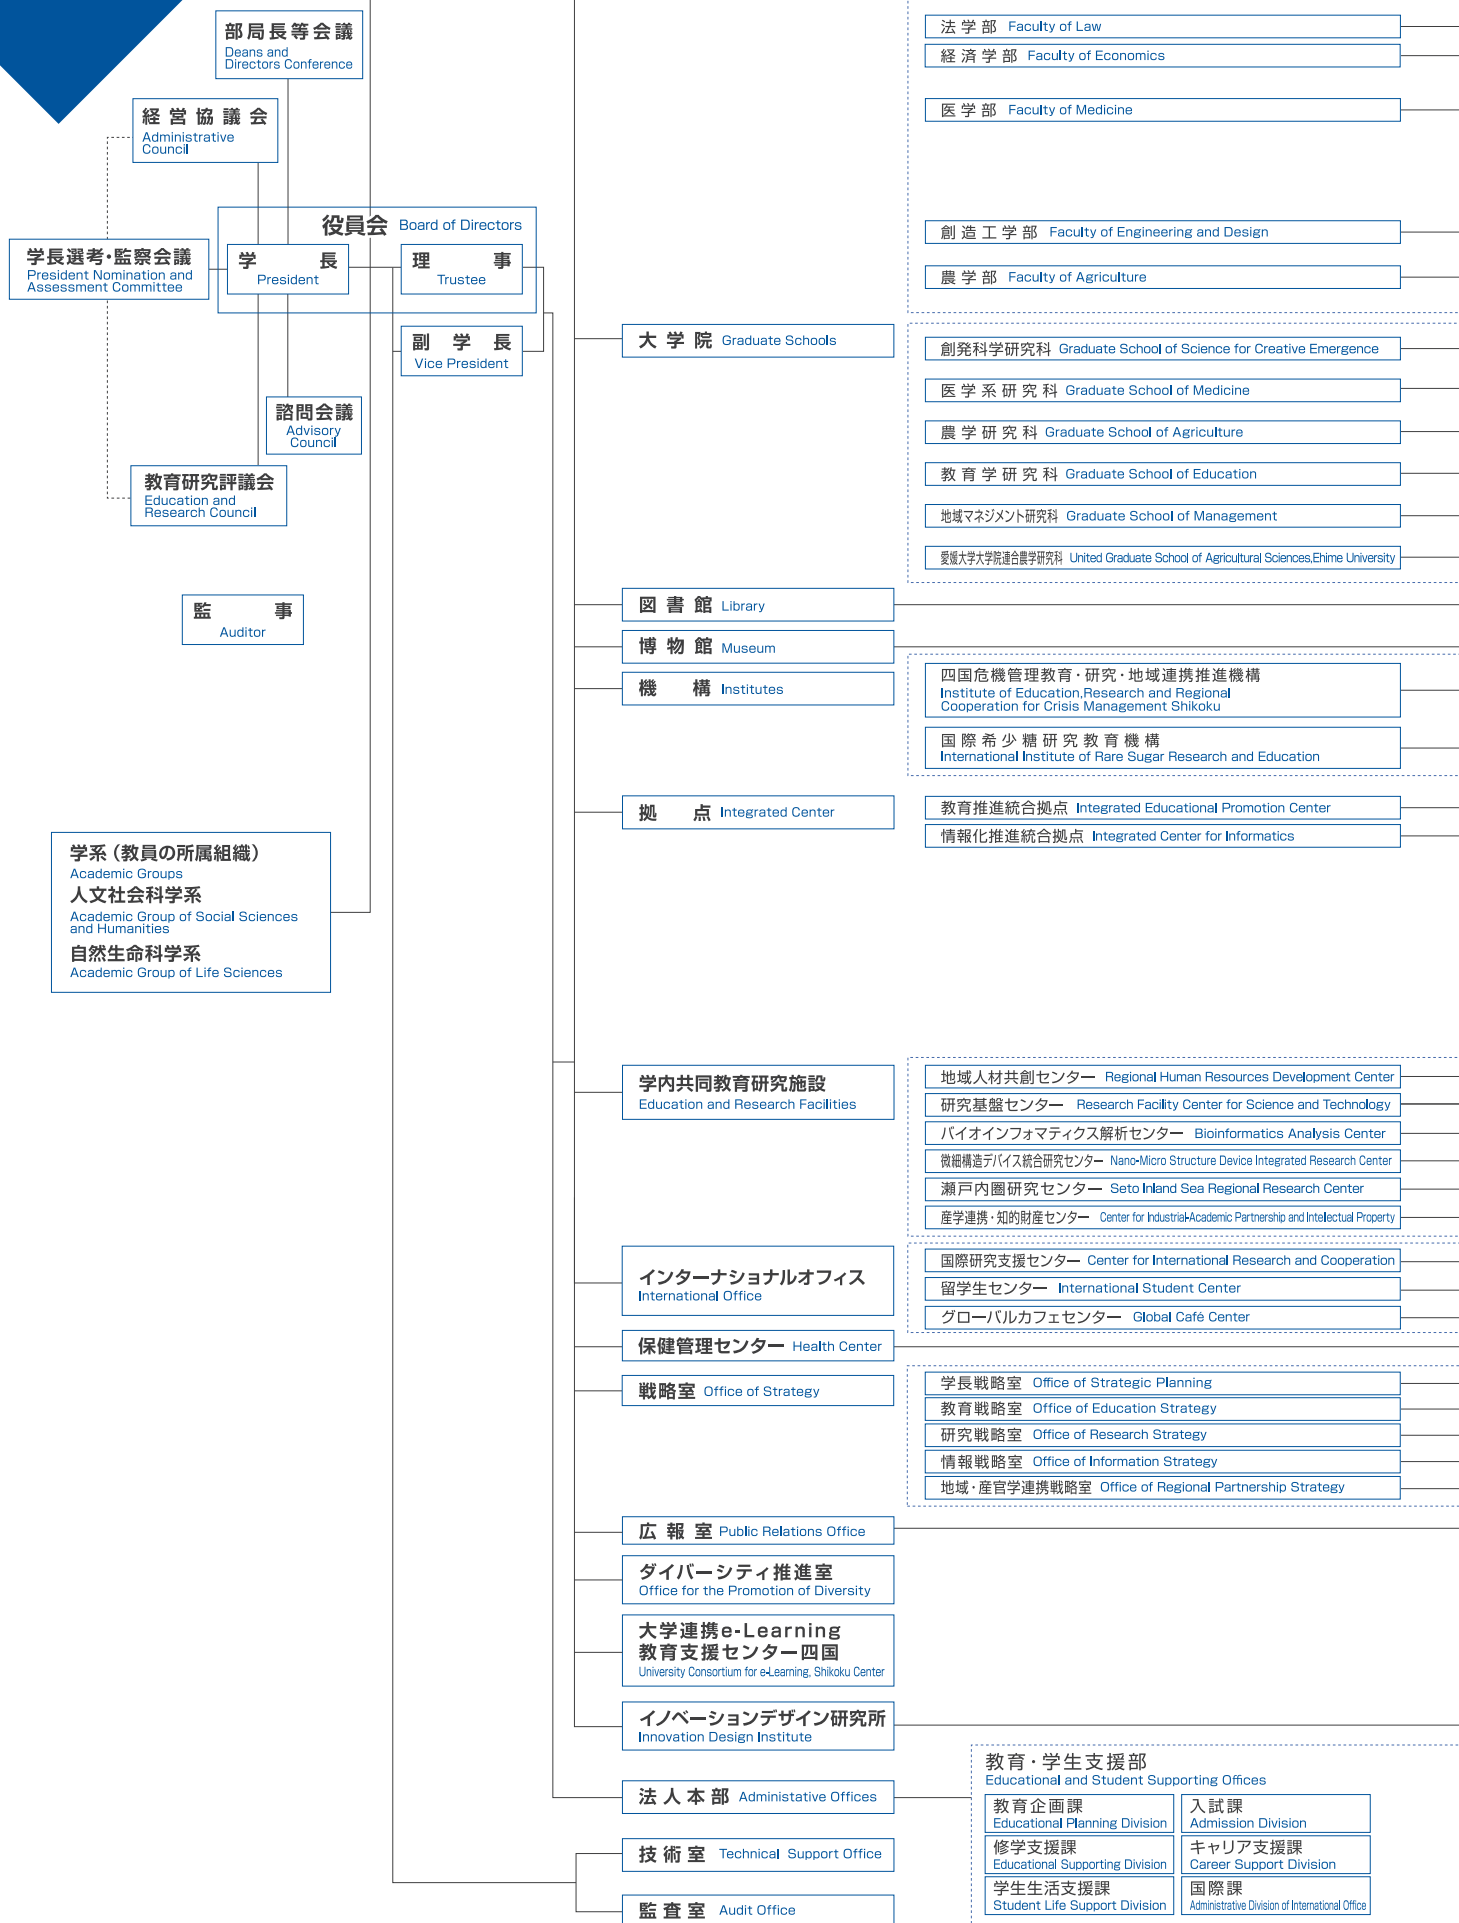 部局長等会議
Deans and
Directors Conference
経営協議会
Administrative
Council
役員会 Board of Directors
学長選考・監察会議
President Nomination and
Assessment Committee
学長
President
理事
Trustee
副学長
Vice President
諮問会議
Advisory
Council
教育研究評議会
Education and
Research Council
監事
Auditor
学系（教員の所属組織）
Academic Groups
人文社会科学系
Academic Group of Social Sciences
and Humanities
自然生命科学系
Academic Group of Life Sciences
法学部 Faculty of Law
経済学部 Faculty of Economics
医学部 Faculty of Medicine
創造工学部 Faculty of Engineering and Design
農学部 Faculty of Agriculture
大学院 Graduate Schools
創発科学研究科 Graduate School of Science for Creative Emergence
医学系研究科 Graduate School of Medicine
農学研究科 Graduate School of Agriculture
教育学研究科 Graduate School of Education
地域マネジメント研究科 Graduate School of Management
愛媛大学大学院連合農学研究科 United Graduate School of Agricultural Sciences,Ehime University
図書館 Library
博物館 Museum
機構 Institutes
四国危機管理教育・研究・地域連携推進機構
Institute of Education,Research and Regional
Cooperation for Crisis Management Shikoku
国際希少糖研究教育機構
International Institute of Rare Sugar Research and Education
拠点 Integrated Center
教育推進統合拠点 Integrated Educational Promotion Center
情報化推進統合拠点 Integrated Center for Informatics
学内共同教育研究施設
Education and Research Facilities
地域人材共創センター Regional Human Resources Development Center
研究基盤センター Research Facility Center for Science and Technology
バイオインフォマティクス解析センター Bioinformatics Analysis Center
微細構造デバイス統合研究センター Nano-Micro Structure Device Integrated Research Center
瀬戸内圏研究センター Seto Inland Sea Regional Research Center
産学連携・知的財産センター Center for Industrial-Academic Partnership and Intellectual Property
インターナショナルオフィス
International Office
国際研究支援センター Center for International Research and Cooperation
留学生センター International Student Center
グローバルカフェセンター Global Café Center
保健管理センター Health Center
戦略室 Office of Strategy
学長戦略室 Office of Strategic Planning
教育戦略室 Office of Education Strategy
研究戦略室 Office of Research Strategy
情報戦略室 Office of Information Strategy
地域・産官学連携戦略室 Office of Regional Partnership Strategy
広報室 Public Relations Office
ダイバーシティ推進室
Office for the Promotion of Diversity
大学連携e-Learning
教育支援センター四国
University Consortium for e-Learning, Shikoku Center
イノベーションデザイン研究所
Innovation Design Institute
法人本部 Administative Offices
教育・学生支援部
Educational and Student Supporting Offices
教育企画課
Educational Planning Division
入試課
Admission Division
修学支援課
Educational Supporting Division
キャリア支援課
Career Support Division
学生生活支援課
Student Life Support Division
国際課
Administrative Division of International Office
技術室 Technical Support Office
監査室 Audit Office